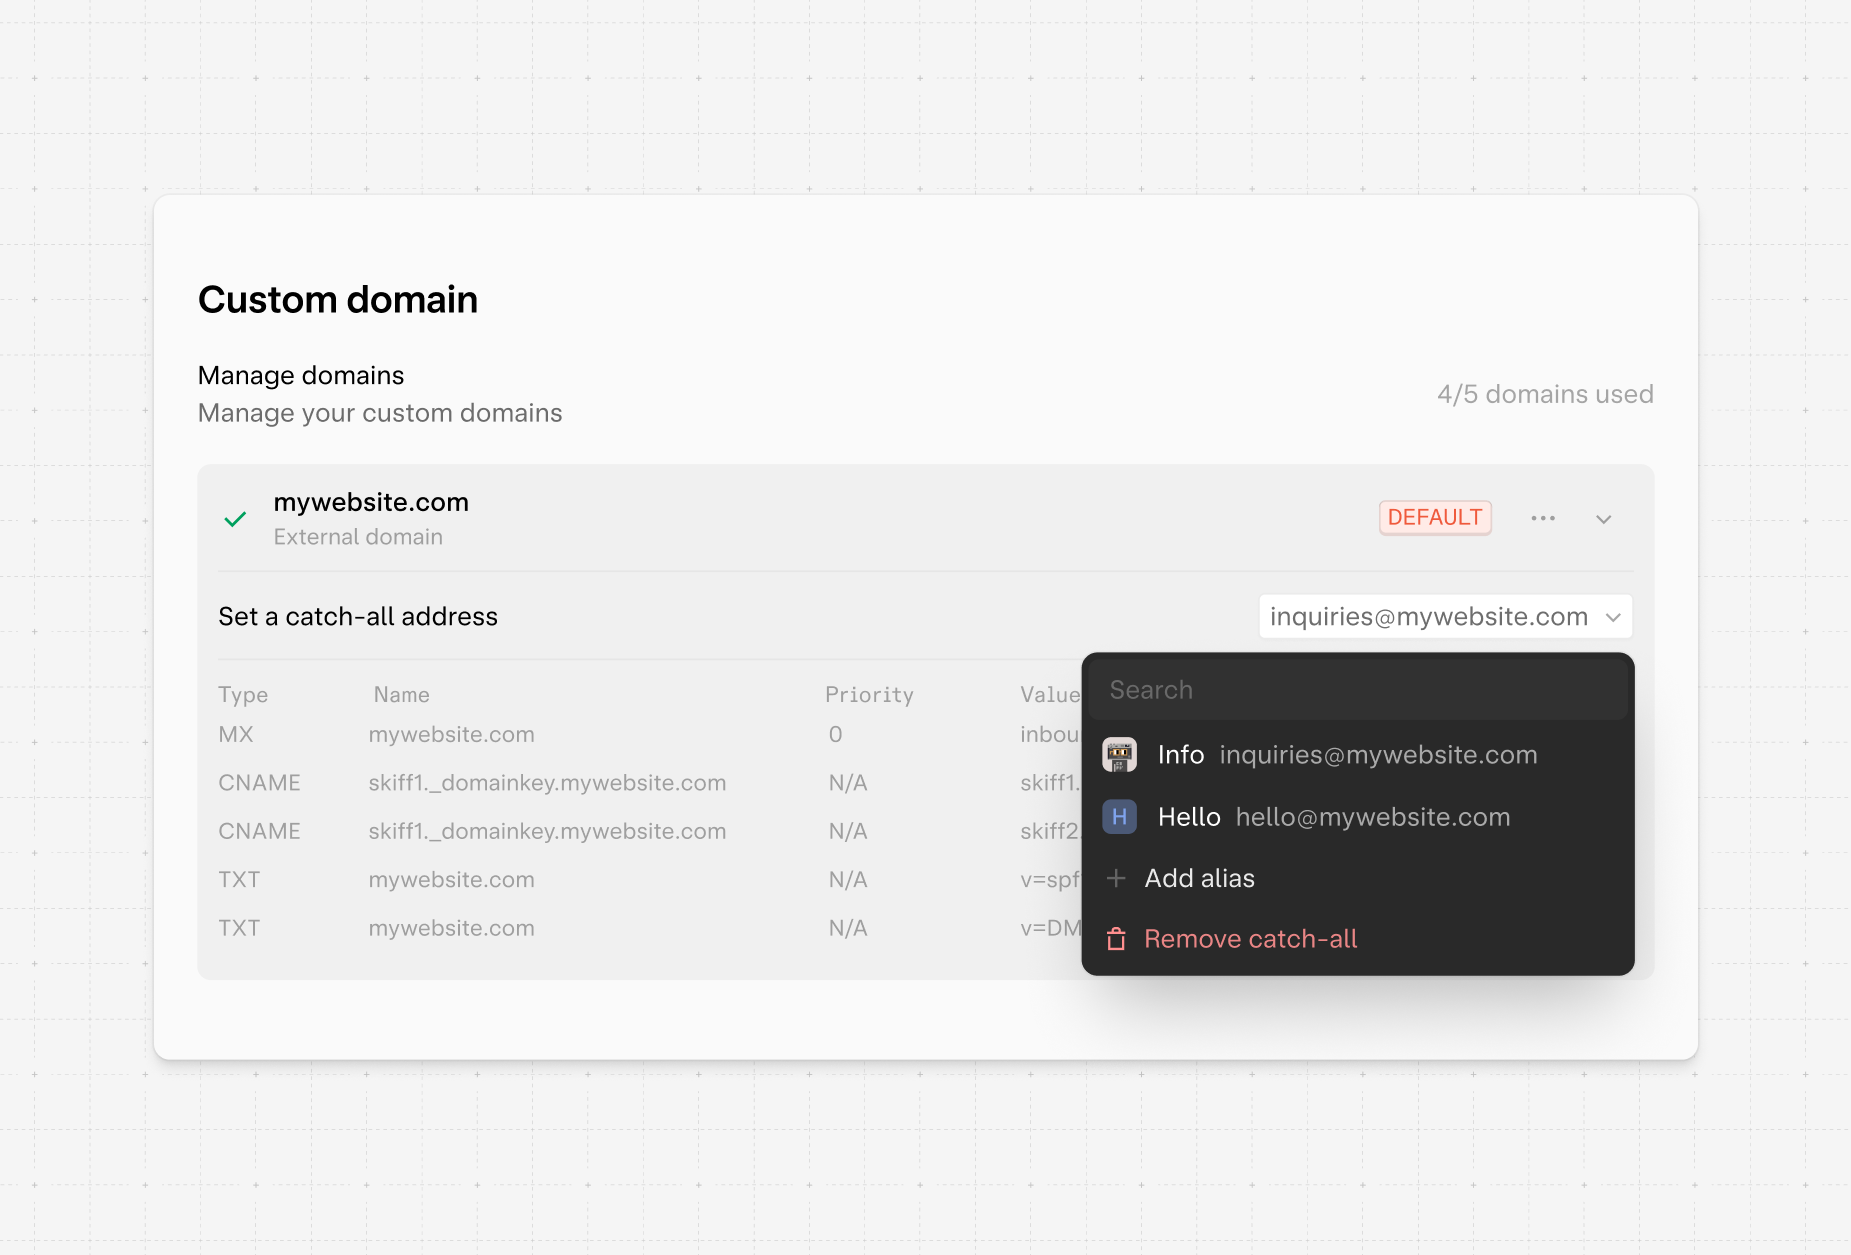 Custom domain
Manage domains
Manage your custom domains
4/5 domains used
mywebsite.com
External domain
DEFAULT
Set a catch-all address
inquiries@mywebsite.com
Type Name Priority Value
MX mywebsite.com 0 inbou
CNAME skiff1._domainkey.mywebsite.com N/A skiff1.
CNAME skiff1._domainkey.mywebsite.com N/A skiff2.
TXT mywebsite.com N/A v=spf
TXT mywebsite.com N/A v=DM
Search
Info inquiries@mywebsite.com
H Hello hello@mywebsite.com
Add alias
Remove catch-all